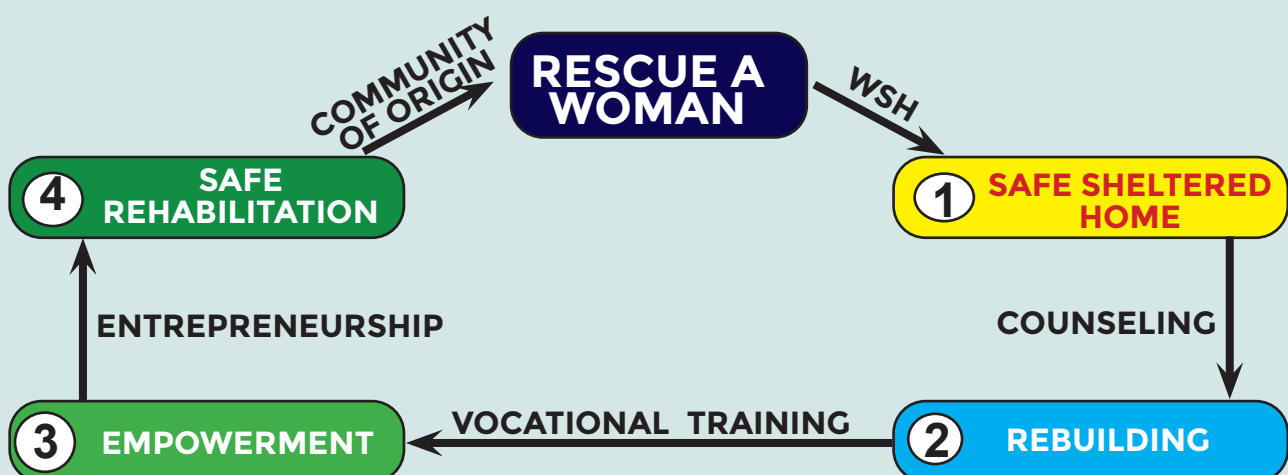 RESCUE A
WOMAN
WSH
1
SAFE SHELTERED
HOME
COUNSELING
2
REBUILDING
VOCATIONAL TRAINING
3
EMPOWERMENT
ENTREPRENEURSHIP
4
SAFE
REHABILITATION
COMMUNITY
OF ORIGIN